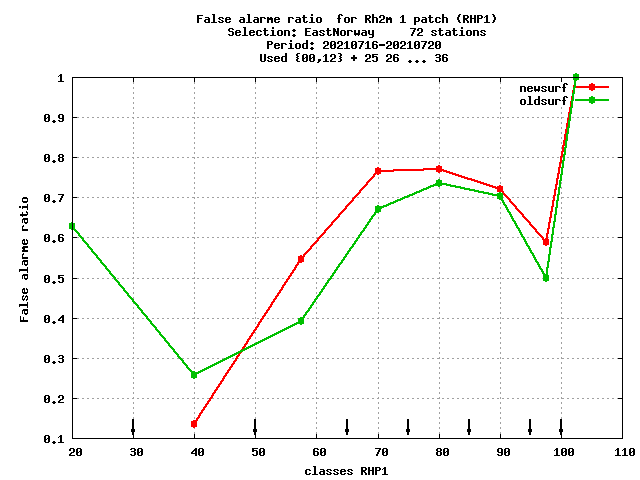 False alarme ratio  for Rh2m 1 patch (RHP1)
Selection: EastNorway     72 stations
Period: 20210716-20210720
Used {00,12} + 25 26 ... 36
newsurf
oldsurf
1
0.9
0.8
0.7
0.6
0.5
0.4
0.3
0.2
0.1
False alarme ratio
20 30 40 50 60 70 80 90 100 110
classes RHP1